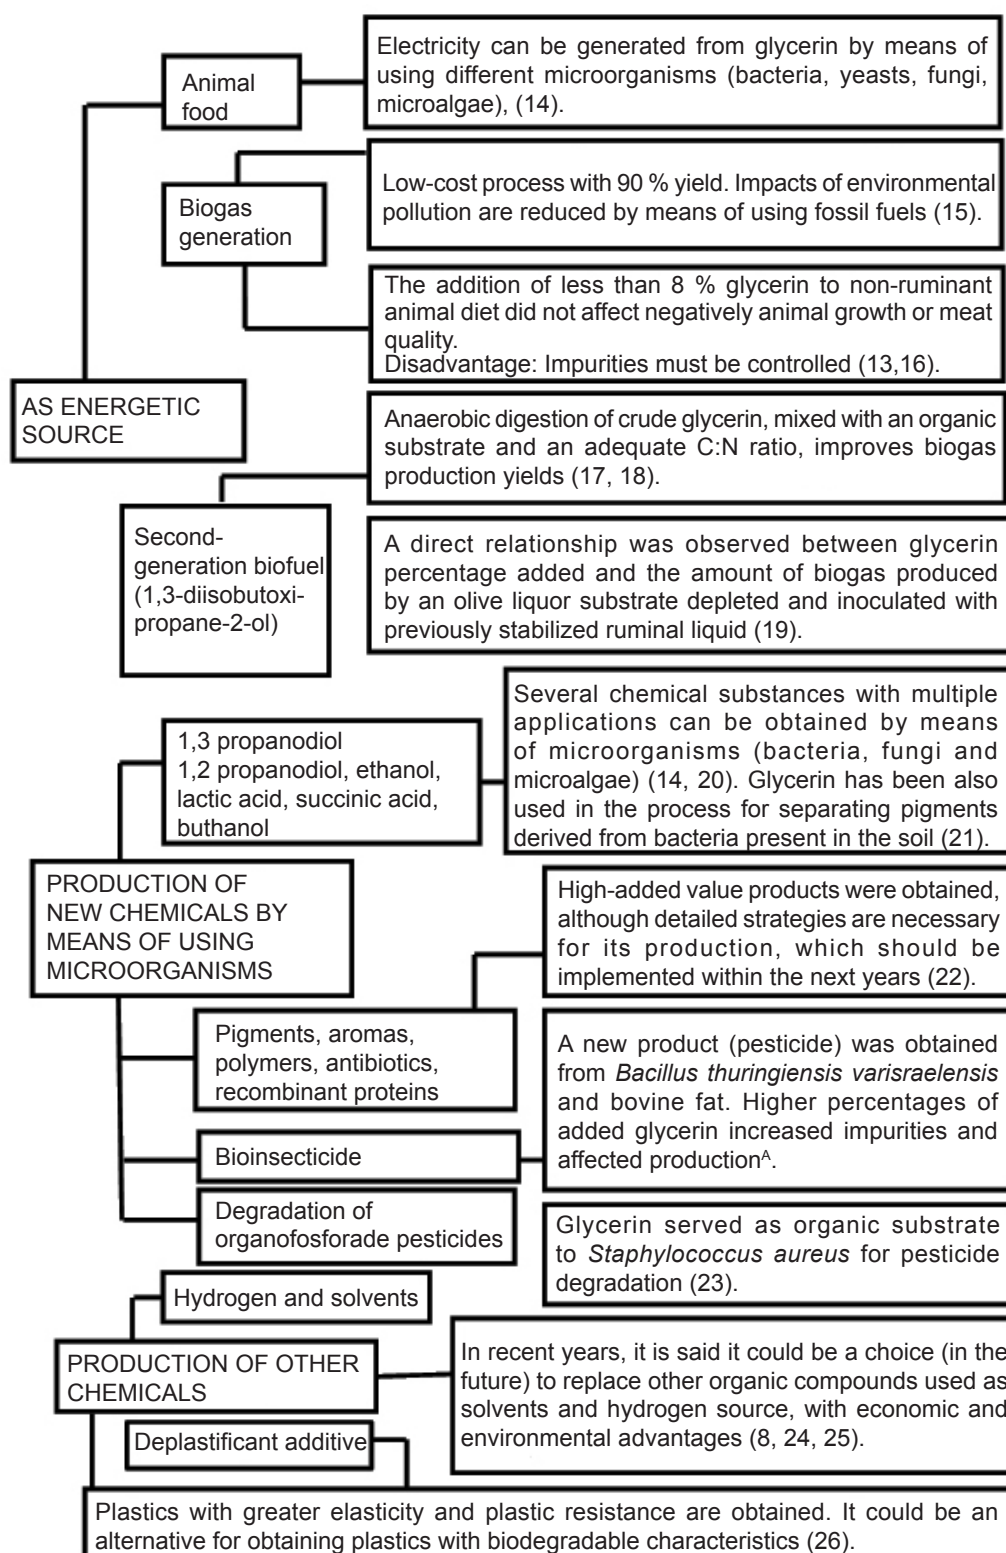 Animal
food
Electricity can be generated from glycerin by means of
using different microorganisms (bacteria, yeasts, fungi,
microalgae), (14).
Biogas
generation
Low-cost process with 90 % yield. Impacts of environmental
pollution are reduced by means of using fossil fuels (15).
The addition of less than 8 % glycerin to non-ruminant
animal diet did not affect negatively animal growth or meat
quality.
Disadvantage: Impurities must be controlled (13,16).
AS ENERGETIC
SOURCE
Anaerobic digestion of crude glycerin, mixed with an organic
substrate and an adequate C:N ratio, improves biogas
production yields (17, 18).
Second-
generation biofuel
(1,3-diisobutoxi-
propane-2-ol)
A direct relationship was observed between glycerin
percentage added and the amount of biogas produced
by an olive liquor substrate depleted and inoculated with
previously stabilized ruminal liquid (19).
1,3 propanodiol
1,2 propanodiol, ethanol,
lactic acid, succinic acid,
buthanol
Several chemical substances with multiple
applications can be obtained by means
of microorganisms (bacteria, fungi and
microalgae) (14, 20). Glycerin has been also
used in the process for separating pigments
derived from bacteria present in the soil (21).
PRODUCTION OF
NEW CHEMICALS BY
MEANS OF USING
MICROORGANISMS
High-added value products were obtained,
although detailed strategies are necessary
for its production, which should be
implemented within the next years (22).
Pigments, aromas,
polymers, antibiotics,
recombinant proteins
A new product (pesticide) was obtained
from Bacillus thuringiensis varisraelensis
and bovine fat. Higher percentages of
added glycerin increased impurities and
affected productionᴬ.
Bioinsecticide
Degradation of
organofosforade pesticides
Glycerin served as organic substrate
to Staphylococcus aureus for pesticide
degradation (23).
Hydrogen and solvents
PRODUCTION OF OTHER
CHEMICALS
In recent years, it is said it could be a choice (in the
future) to replace other organic compounds used as
solvents and hydrogen source, with economic and
environmental advantages (8, 24, 25).
Deplastificant additive
Plastics with greater elasticity and plastic resistance are obtained. It could be an
alternative for obtaining plastics with biodegradable characteristics (26).